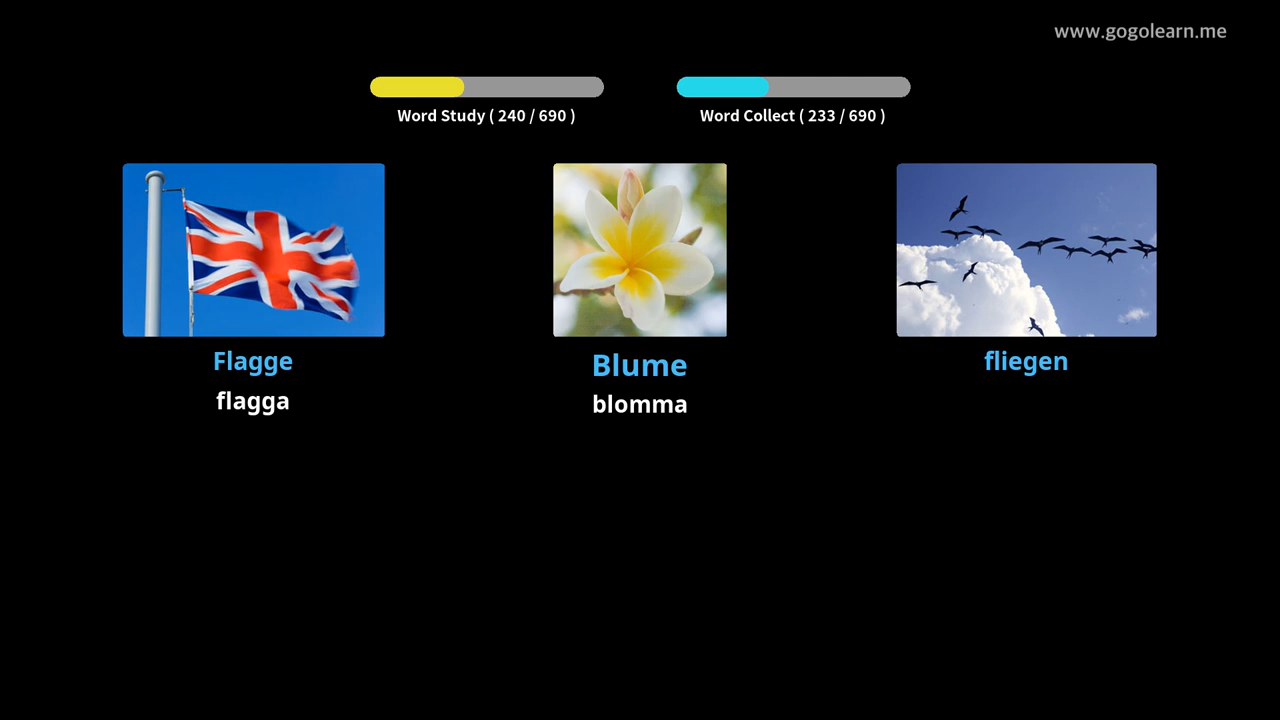 www.gogolearn.me
Word Study ( 240 / 690 )
Word Collect ( 233 / 690 )
Flagge
flagga
Blume
blomma
fliegen